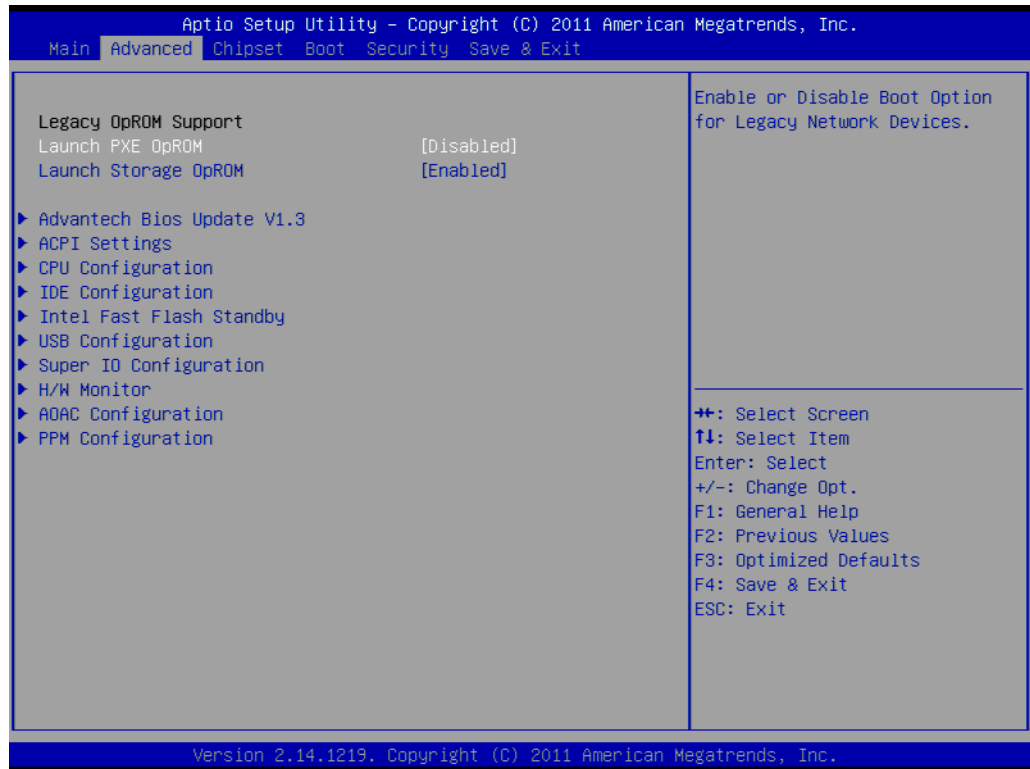 Aptio Setup Utility – Copyright (C) 2011 American Megatrends, Inc.
Main Advanced Chipset Boot Security Save & Exit
Legacy OpROM Support
Launch PXE OpROM [Disabled]
Launch Storage OpROM [Enabled]
▶ Advantech Bios Update V1.3
▶ ACPI Settings
▶ CPU Configuration
▶ IDE Configuration
▶ Intel Fast Flash Standby
▶ USB Configuration
▶ Super IO Configuration
▶ H/W Monitor
▶ AOAC Configuration
▶ PPM Configuration
Enable or Disable Boot Option
for Legacy Network Devices.
→←: Select Screen
↑↓: Select Item
Enter: Select
+/-: Change Opt.
F1: General Help
F2: Previous Values
F3: Optimized Defaults
F4: Save & Exit
ESC: Exit
Version 2.14.1219. Copyright (C) 2011 American Megatrends, Inc.